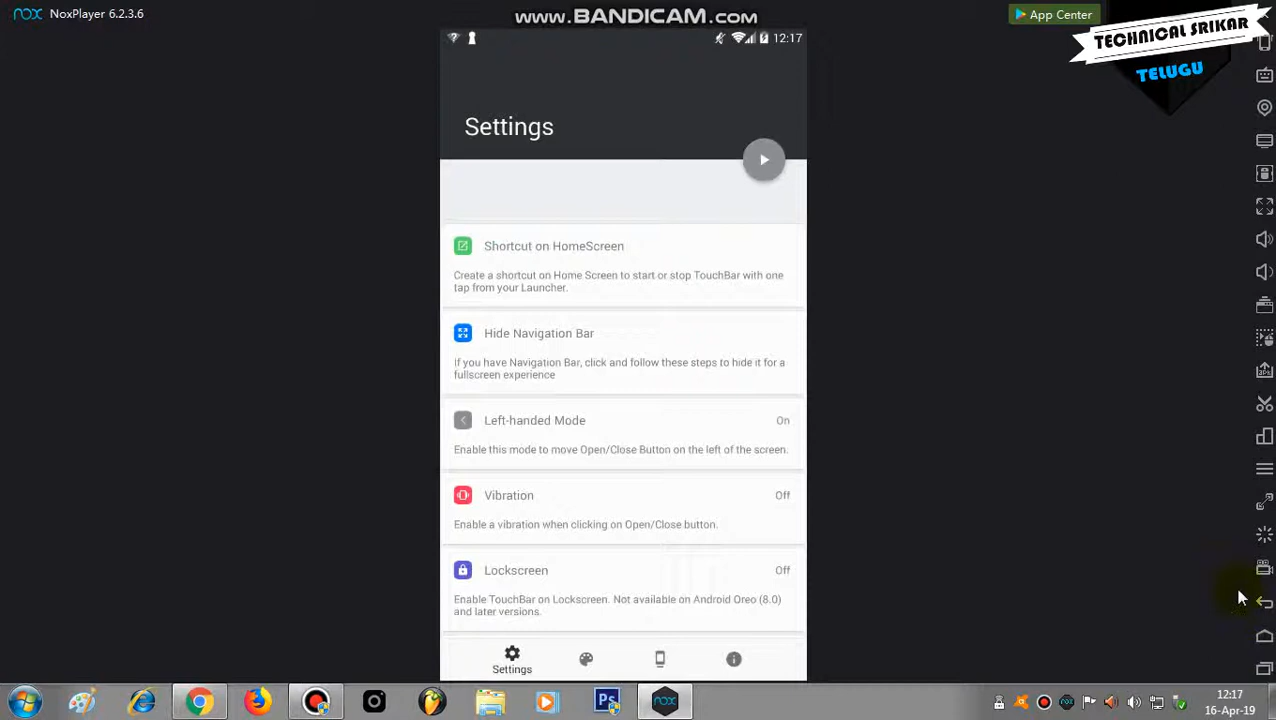 NoxPlayer 6.2.3.6
www.BANDICAM.com
App Center
TECHNICAL SRIKAR
TELUGU
12:17
Settings
Shortcut on HomeScreen
Create a shortcut on Home Screen to start or stop TouchBar with one
tap from your Launcher.
Hide Navigation Bar
If you have Navigation Bar, click and follow these steps to hide it for a
fullscreen experience
Left-handed Mode On
Enable this mode to move Open/Close Button on the left of the screen.
Vibration Off
Enable a vibration when clicking on Open/Close button.
Lockscreen Off
Enable TouchBar on Lockscreen. Not available on Android Oreo (8.0)
and later versions.
Settings
12:17
16-Apr-19